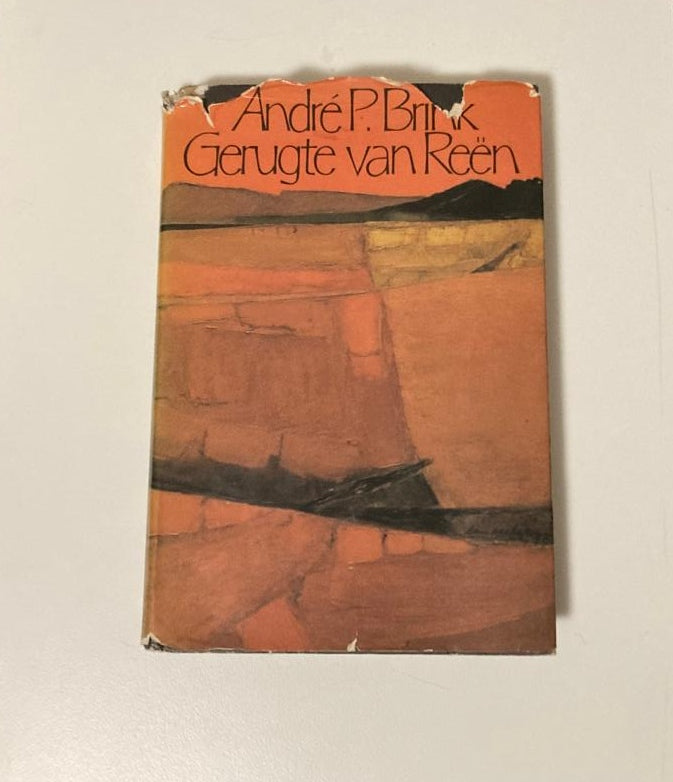 André P. Brink
Gerugte van Reën